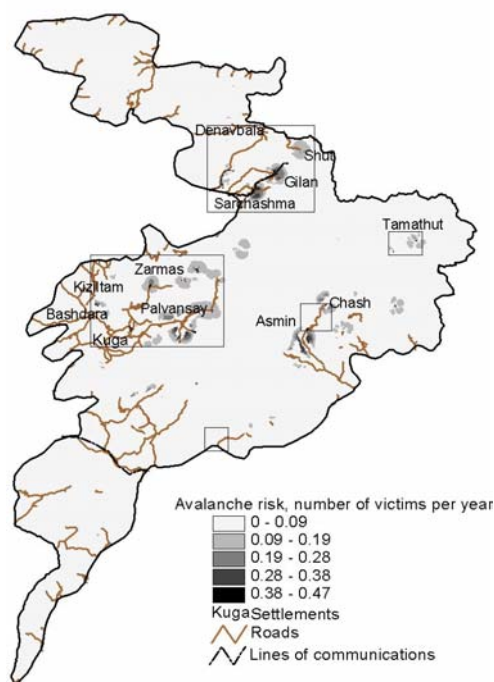 Denavbala
Shut
Gilan
Sarchashma
Tamathut
Zarmas
Kiziltam
Palvansay
Bashdara
Kuga
Chash
Asmin
Avalanche risk, number of victims per year
0 - 0.09
0.09 - 0.19
0.19 - 0.28
0.28 - 0.38
0.38 - 0.47
Kuga Settlements
Roads
Lines of communications